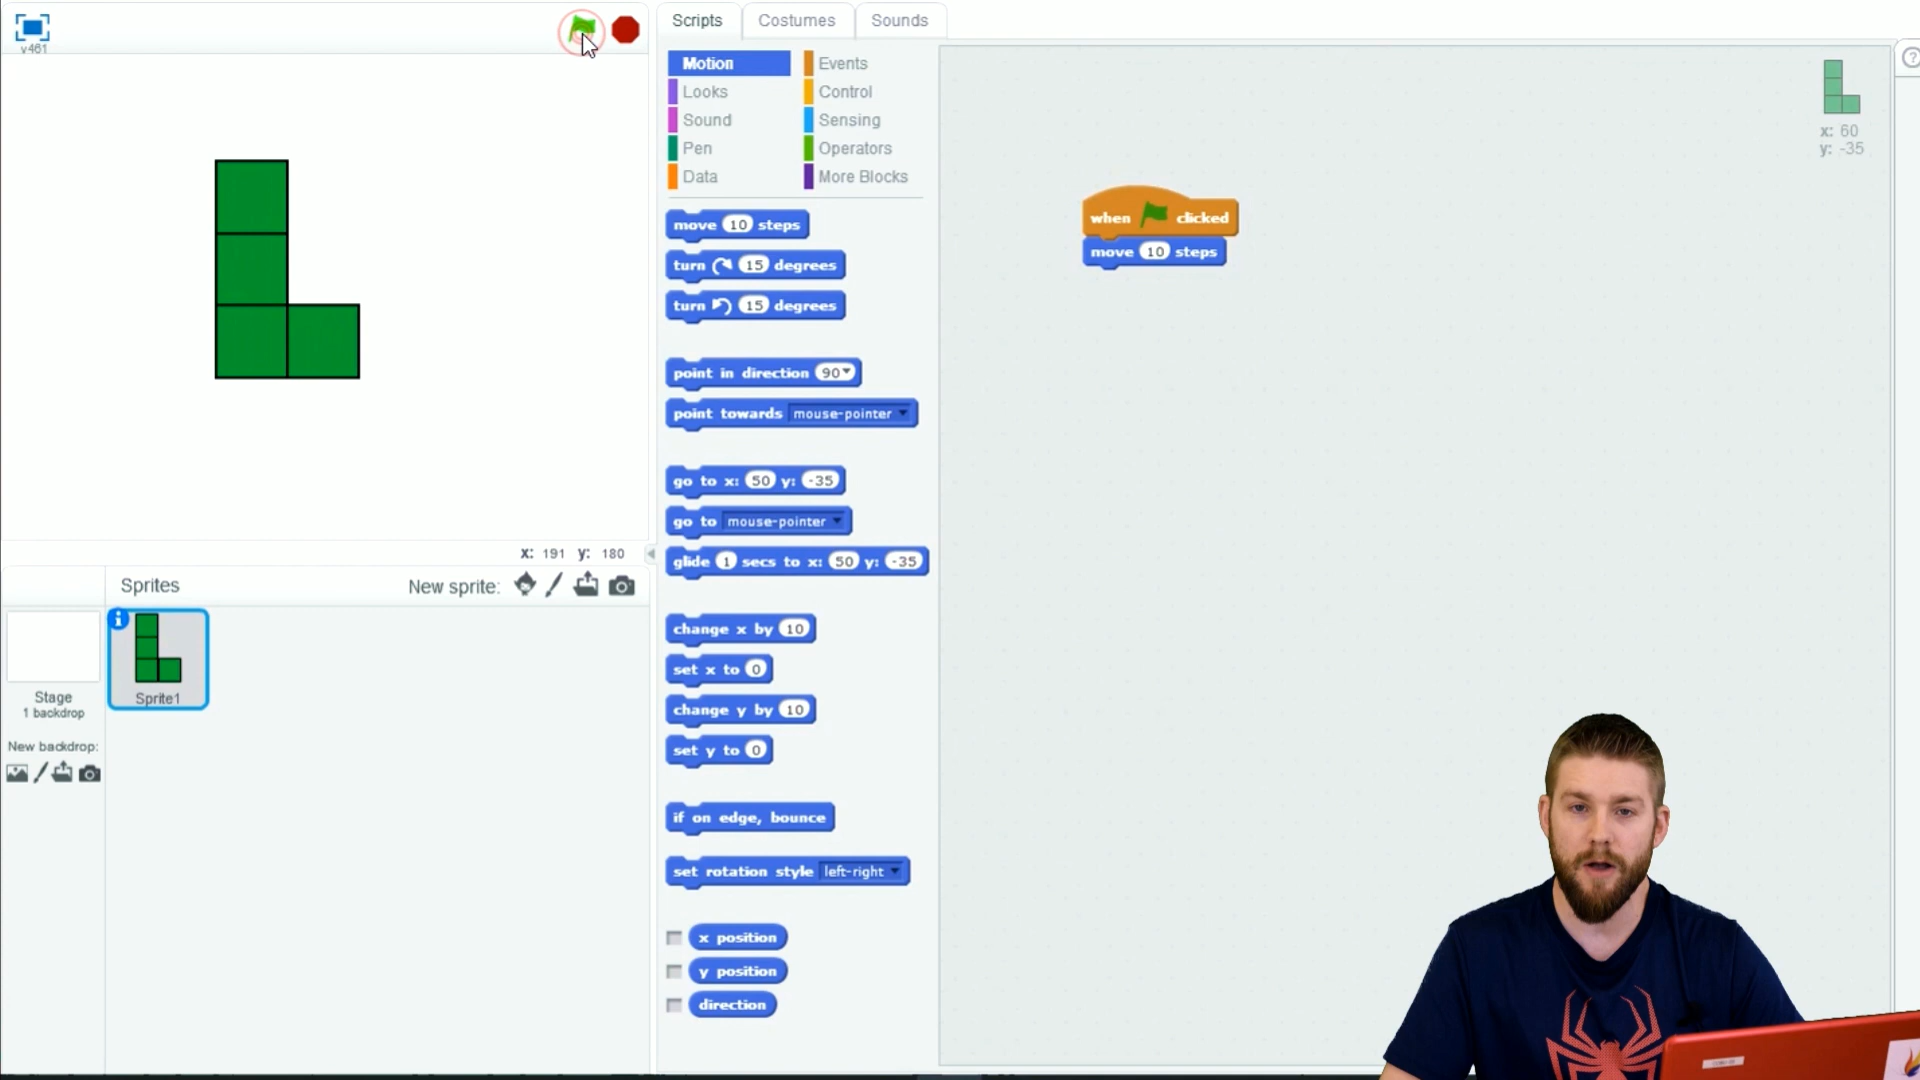 v461
Scripts
Costumes
Sounds
Motion
Events
Looks
Control
Sound
Sensing
Pen
Operators
Data
More Blocks
x: 60
y: -35
when clicked
move 10 steps
move 10 steps
turn 15 degrees
turn 15 degrees
point in direction 90
point towards mouse-pointer
go to x: 50 y: -35
go to mouse-pointer
glide 1 secs to x: 50 y: -35
change x by 10
set x to 0
change y by 10
set y to 0
if on edge, bounce
set rotation style left-right
x position
y position
direction
x: 191 y: 180
Sprites
New sprite:
Sprite1
Stage
1 backdrop
New backdrop: